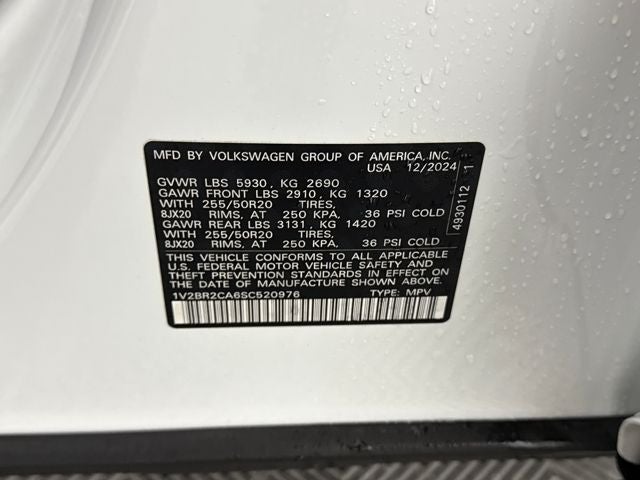 MFD BY VOLKSWAGEN GROUP OF AMERICA, INC.
USA 12/2024
GVWR LBS 5930, KG 2690
GAWR FRONT LBS 2910, KG 1320
WITH 255/50R20 TIRES,
8JX20 RIMS, AT 250 KPA, 36 PSI COLD
GAWR REAR LBS 3131, KG 1420
WITH 255/50R20 TIRES,
8JX20 RIMS, AT 250 KPA, 36 PSI COLD
THIS VEHICLE CONFORMS TO ALL APPLICABLE
U.S. FEDERAL MOTOR VEHICLE SAFETY AND
THEFT PREVENTION STANDARDS IN EFFECT ON
THE DATE OF MANUFACTURE SHOWN ABOVE.
1V2BR2CA6SC520976 TYPE: MPV
4930112 1